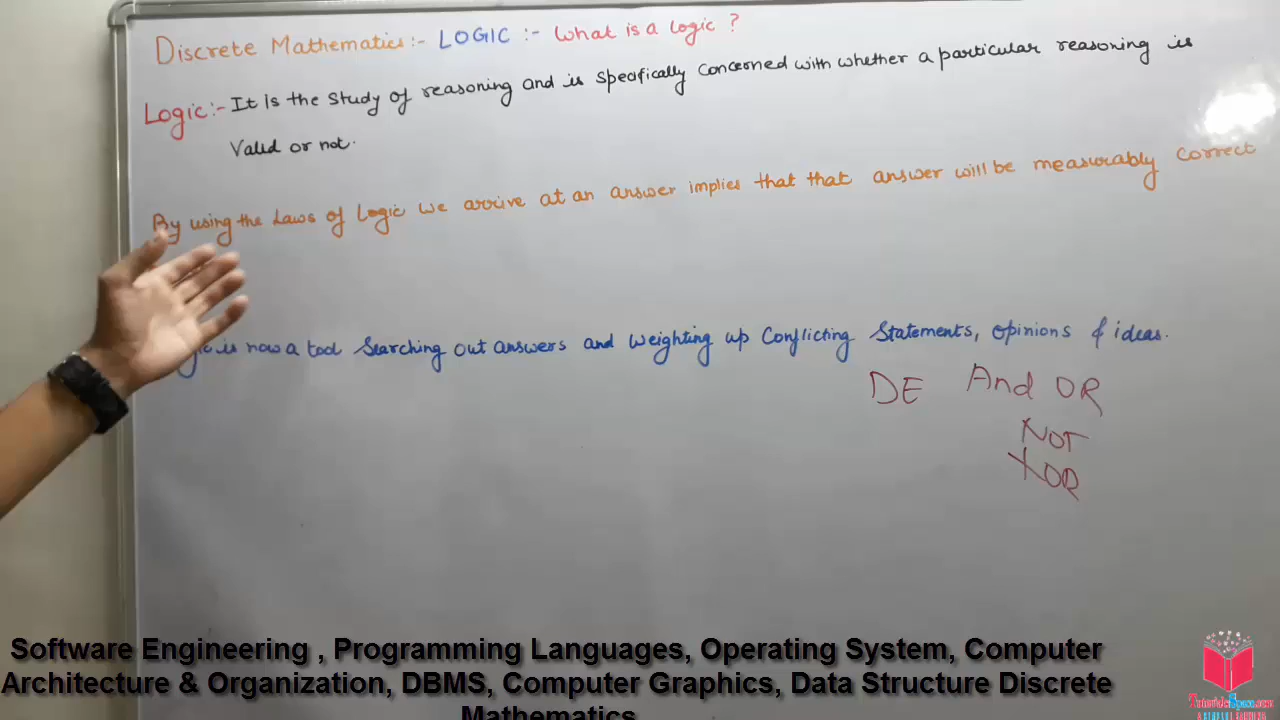 Discrete Mathematics:- LOGIC :- What is a logic ?
Logic:- It is the study of reasoning and is specifically concerned with whether a particular reasoning is
Valid or not.
By using the Laws of Logic we arrive at an answer implies that that answer will be measurably correct
is now a tool Searching out answers and weighting up Conflicting Statements, opinions & ideas.
DE And OR
NOT
XOR
Software Engineering , Programming Languages, Operating System, Computer
Architecture & Organization, DBMS, Computer Graphics, Data Structure Discrete
Mathematics